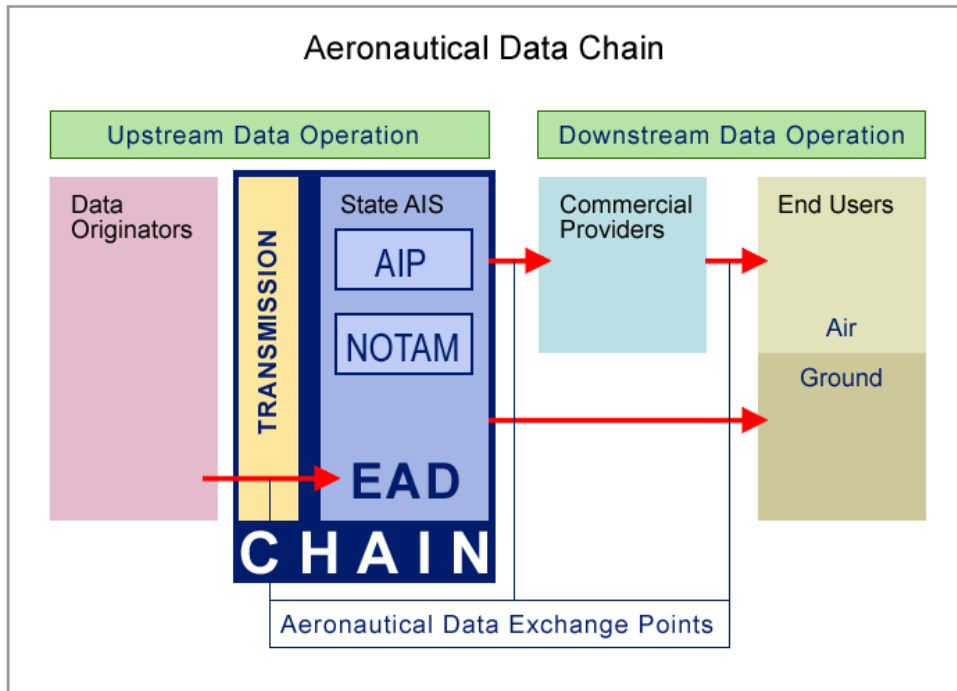 Aeronautical Data Chain
Upstream Data Operation
Downstream Data Operation
Data
Originators
TRANSMISSION
State AIS
AIP
NOTAM
EAD
CHAIN
Commercial
Providers
End Users
Air
Ground
Aeronautical Data Exchange Points